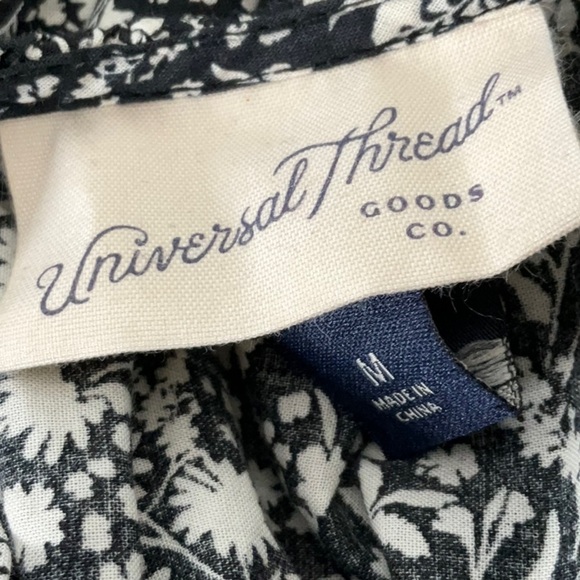 Universal Thread™
GOODS
CO.
M
MADE IN
CHINA